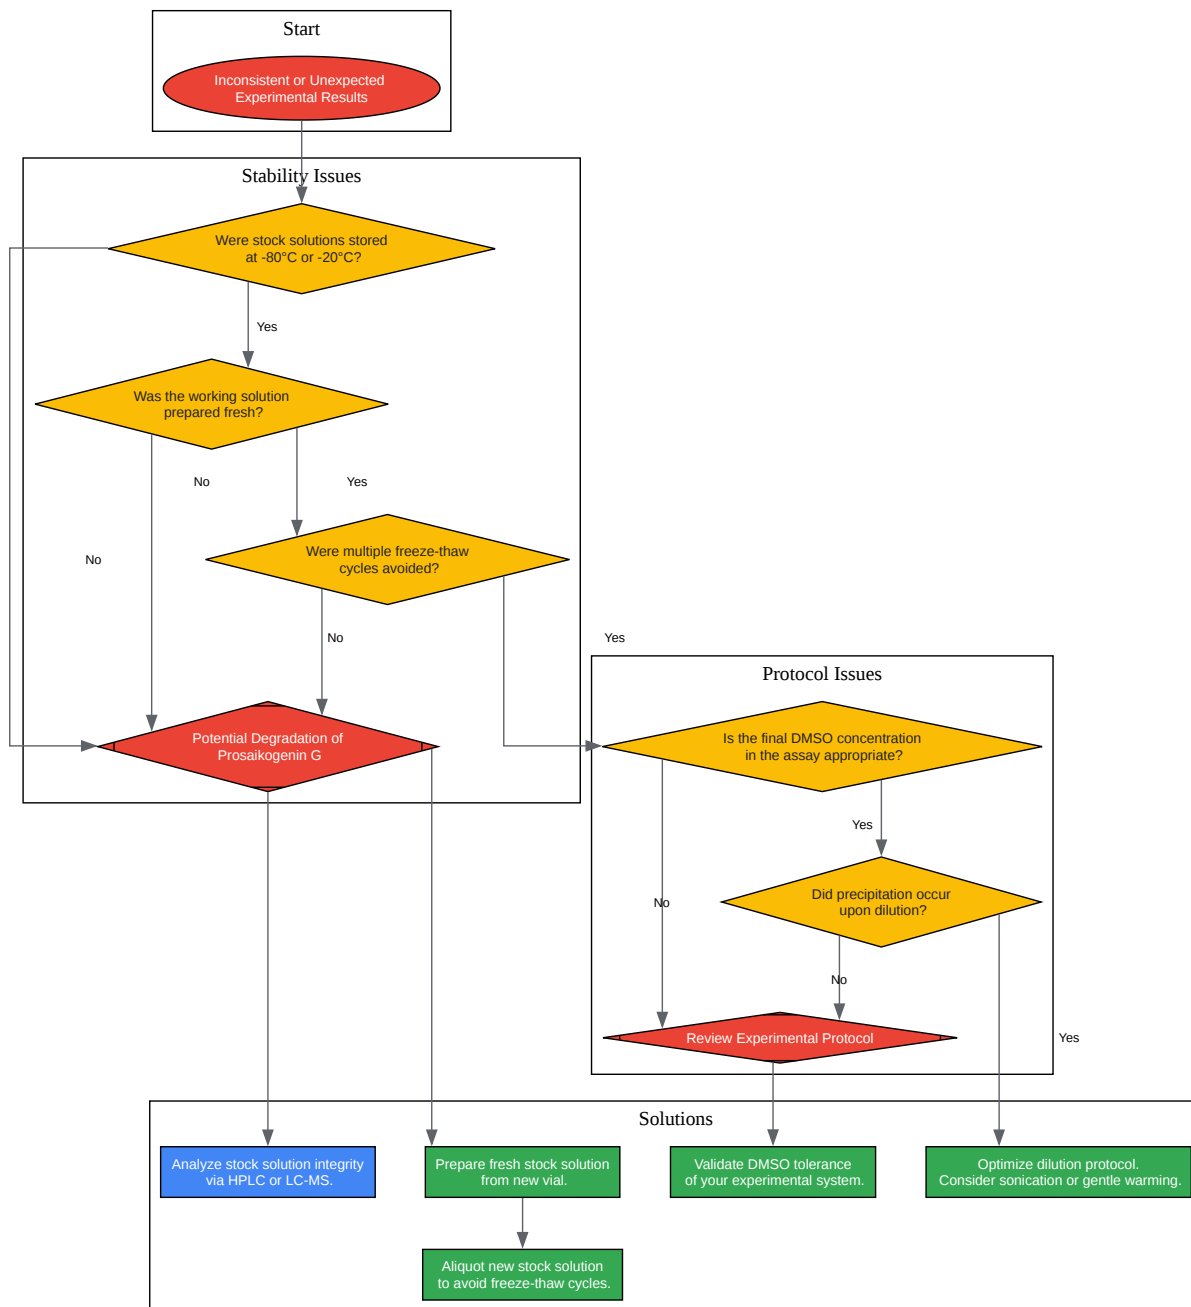 Start
Inconsistent or Unexpected
Experimental Results
Stability Issues
Were stock solutions stored
at -80°C or -20°C?
Yes
Was the working solution
prepared fresh?
No
Yes
No
Were multiple freeze-thaw
cycles avoided?
No
Yes
Potential Degradation of
Prosaikogenin G
Protocol Issues
Is the final DMSO concentration
in the assay appropriate?
Yes
No
Did precipitation occur
upon dilution?
No
Yes
Review Experimental Protocol
Solutions
Analyze stock solution integrity
via HPLC or LC-MS.
Prepare fresh stock solution
from new vial.
Validate DMSO tolerance
of your experimental system.
Optimize dilution protocol.
Consider sonication or gentle warming.
Aliquot new stock solution
to avoid freeze-thaw cycles.